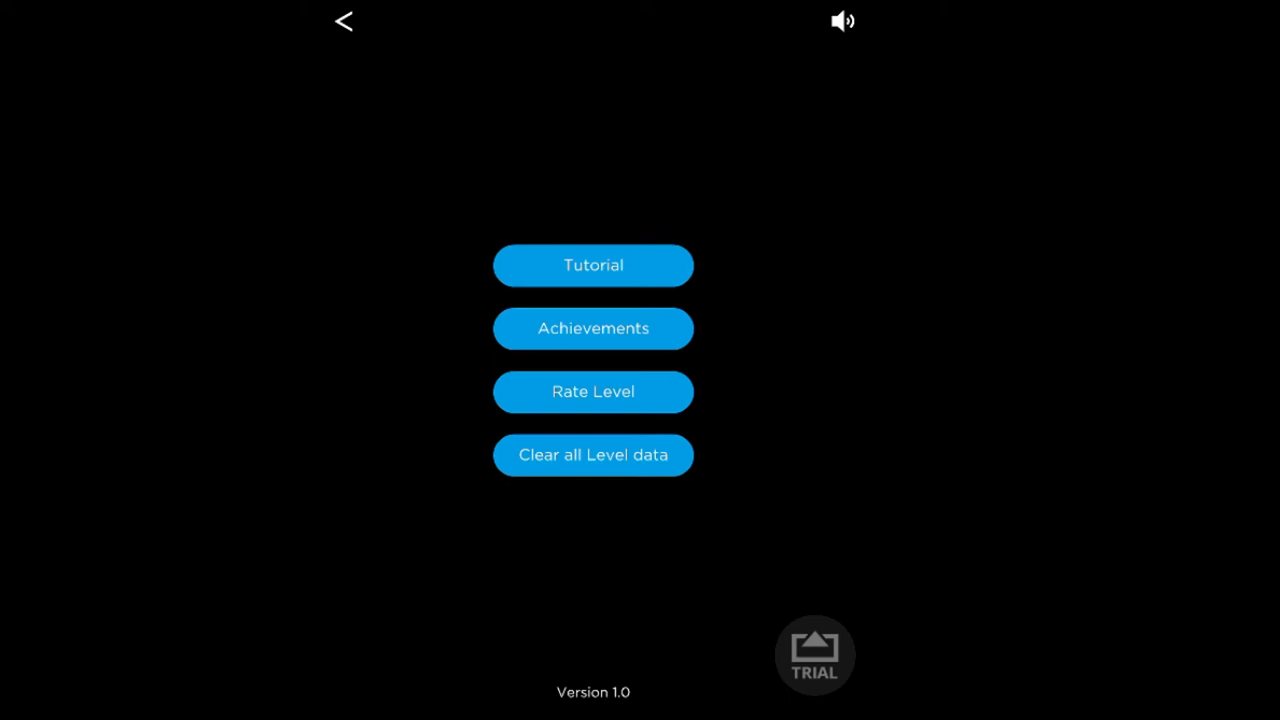 Tutorial
Achievements
Rate Level
Clear all Level data
TRIAL
Version 1.0